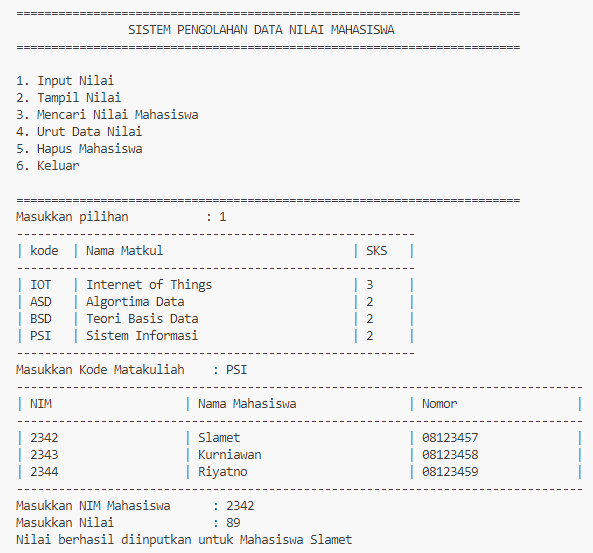 ========================================================================
SISTEM PENGOLAHAN DATA NILAI MAHASISWA
========================================================================
1. Input Nilai
2. Tampil Nilai
3. Mencari Nilai Mahasiswa
4. Urut Data Nilai
5. Hapus Mahasiswa
6. Keluar
========================================================================
Masukkan pilihan : 1
---------------------------------------------------------
| kode | Nama Matkul | SKS |
---------------------------------------------------------
| IOT | Internet of Things | 3 |
| ASD | Algortima Data | 2 |
| BSD | Teori Basis Data | 2 |
| PSI | Sistem Informasi | 2 |
---------------------------------------------------------
Masukkan Kode Matakuliah : PSI
---------------------------------------------------------------------------------
| NIM | Nama Mahasiswa | Nomor |
---------------------------------------------------------------------------------
| 2342 | Slamet | 08123457 |
| 2343 | Kurniawan | 08123458 |
| 2344 | Riyatno | 08123459 |
---------------------------------------------------------------------------------
Masukkan NIM Mahasiswa : 2342
Masukkan Nilai : 89
Nilai berhasil diinputkan untuk Mahasiswa Slamet